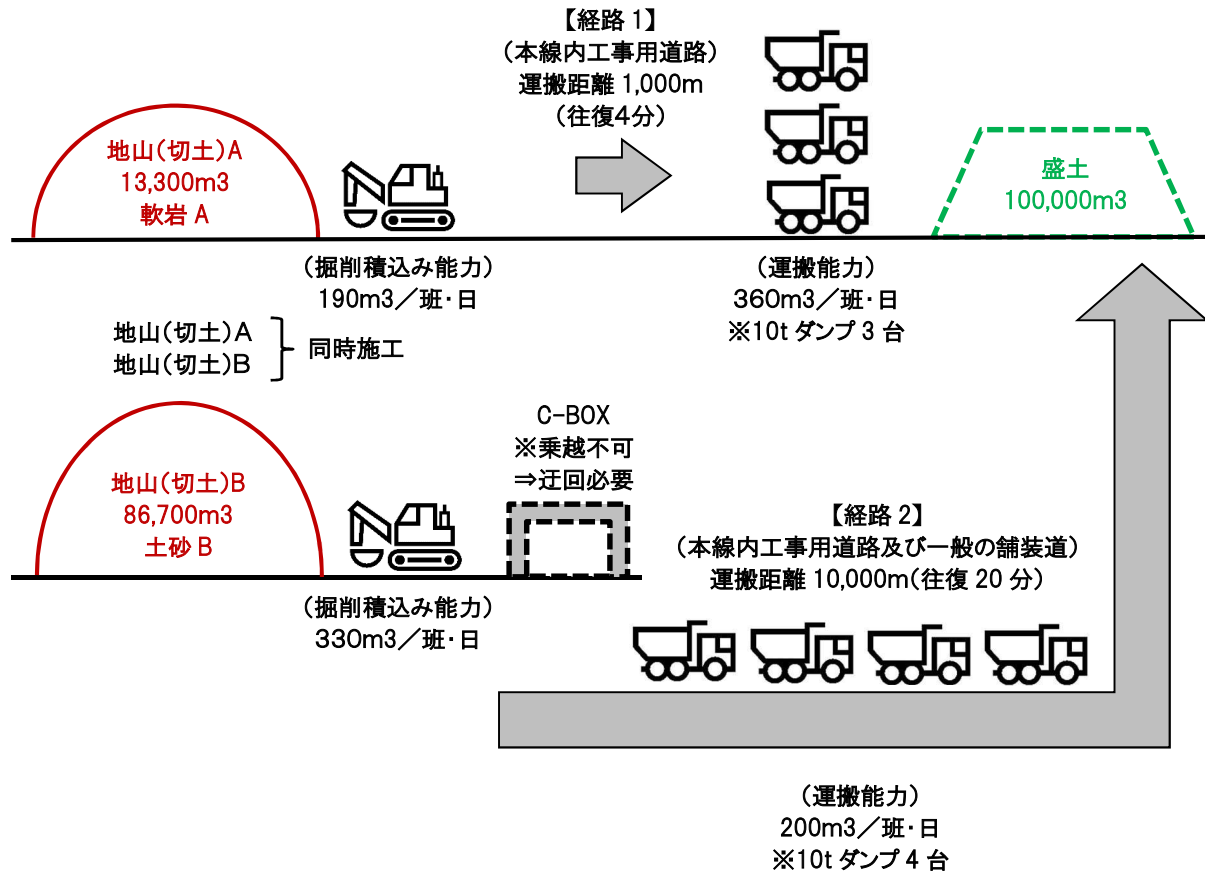 【経路 1】
(本線内工事用道路)
運搬距離 1,000m
(往復4分)
地山(切土)A
13,300m3
軟岩 A
盛土
100,000m3
(掘削積込み能力)
190m3/班・日
(運搬能力)
360m3/班・日
※10t ダンプ 3 台
地山(切土)A
地山(切土)B
同時施工
C-BOX
※乗越不可
⇒迂回必要
地山(切土)B
86,700m3
土砂 B
【経路 2】
(本線内工事用道路及び一般の舗装道)
運搬距離 10,000m(往復 20 分)
(掘削積込み能力)
330m3/班・日
(運搬能力)
200m3/班・日
※10t ダンプ 4 台